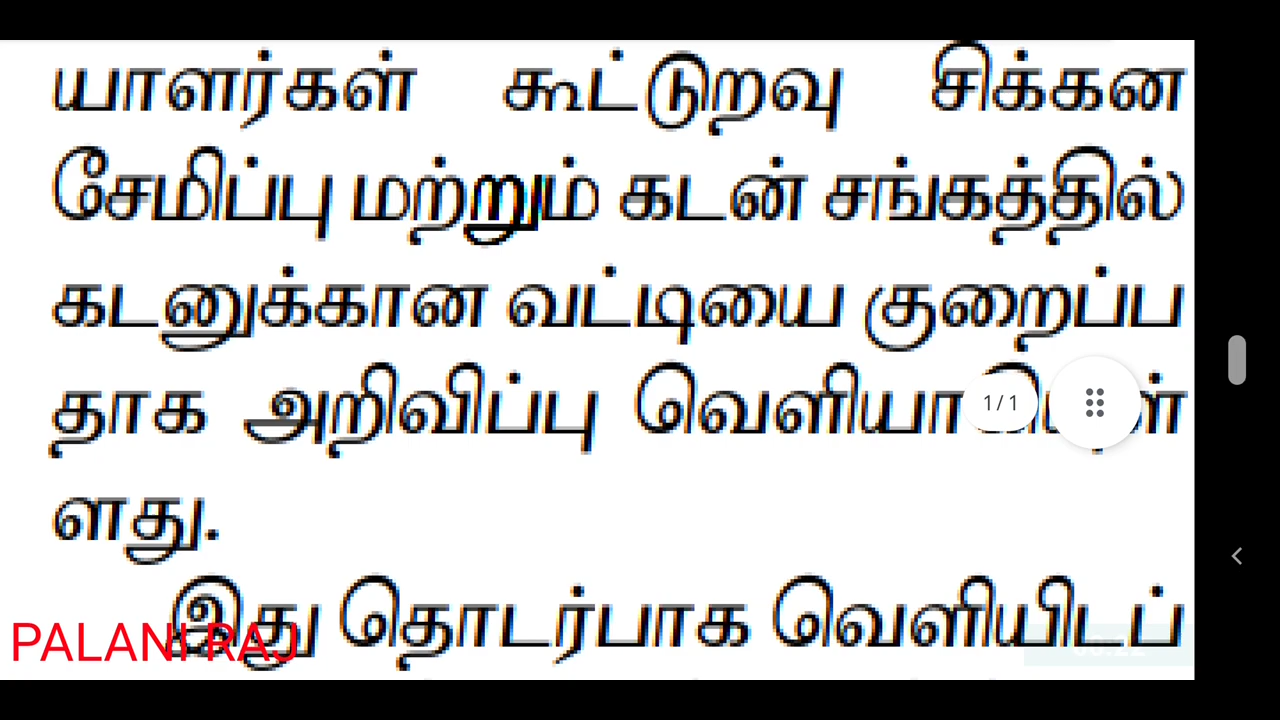 யாளர்கள் கூட்டுறவு சிக்கன
சேமிப்பு மற்றும் கடன் சங்கத்தில்
கடனுக்கான வட்டியை குறைப்ப
தாக அறிவிப்பு 1/1
ளது.
இது தொடர்பாக வெளியிடப்
PALANI RAJ